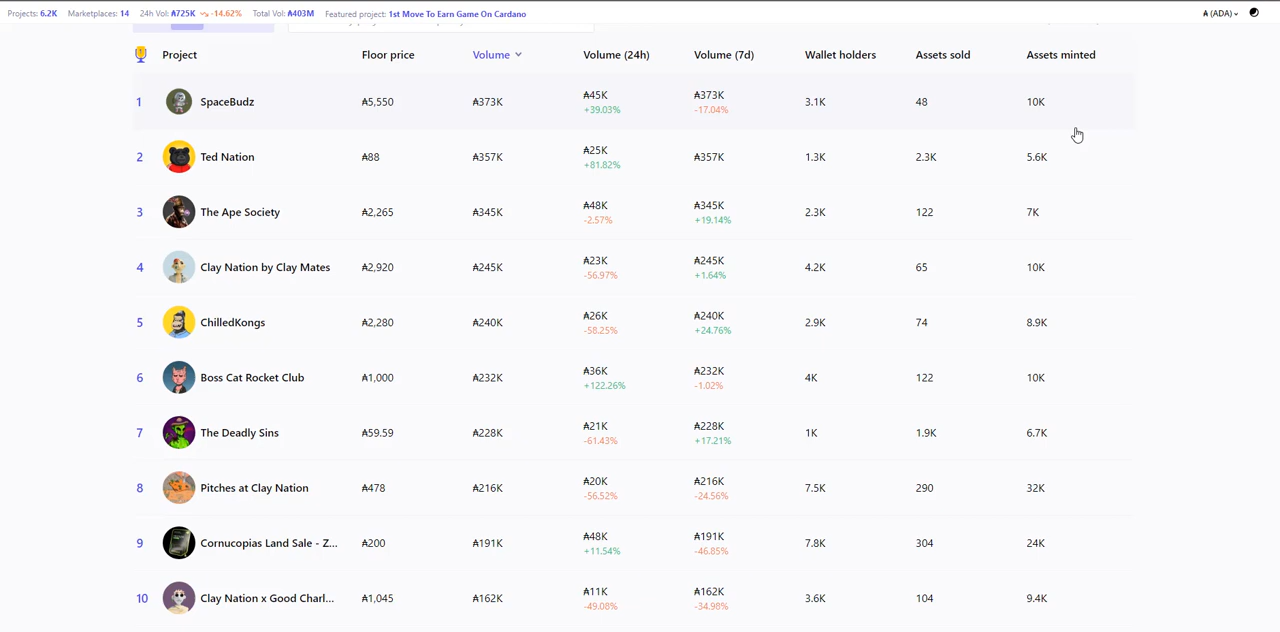 Projects: 6.2K Marketplaces: 14 24h Vol: ₳725K -14.62% Total Vol: ₳403M Featured project: 1st Move To Earn Game On Cardano ₳ (ADA)
Project Floor price Volume Volume (24h) Volume (7d) Wallet holders Assets sold Assets minted
1 SpaceBudz ₳5,550 ₳373K ₳45K ₳373K 3.1K 48 10K
+39.03% -17.04%
2 Ted Nation ₳88 ₳357K ₳25K ₳357K 1.3K 2.3K 5.6K
+81.82%
3 The Ape Society ₳2,265 ₳345K ₳48K ₳345K 2.3K 122 7K
-2.57% +19.14%
4 Clay Nation by Clay Mates ₳2,920 ₳245K ₳23K ₳245K 4.2K 65 10K
-56.97% +1.64%
5 ChilledKongs ₳2,280 ₳240K ₳26K ₳240K 2.9K 74 8.9K
-58.25% +24.76%
6 Boss Cat Rocket Club ₳1,000 ₳232K ₳36K ₳232K 4K 122 10K
+122.26% -1.02%
7 The Deadly Sins ₳59.59 ₳228K ₳21K ₳228K 1K 1.9K 6.7K
-61.43% +17.21%
8 Pitches at Clay Nation ₳478 ₳216K ₳20K ₳216K 7.5K 290 32K
-56.52% -24.56%
9 Cornucopias Land Sale - Z... ₳200 ₳191K ₳48K ₳191K 7.8K 304 24K
+11.54% -46.85%
10 Clay Nation x Good Charl... ₳1,045 ₳162K ₳11K ₳162K 3.6K 104 9.4K
-49.08% -34.98%